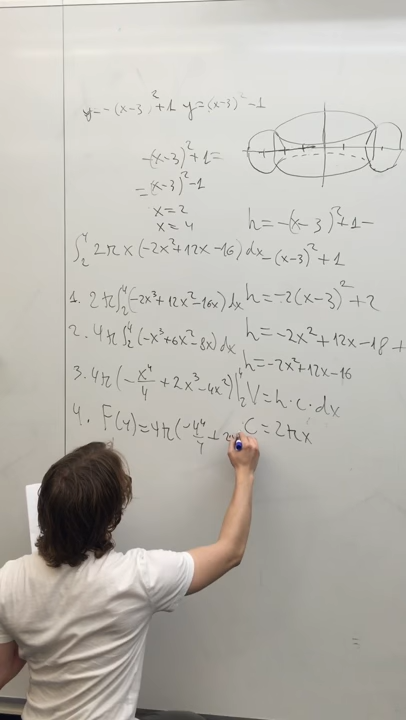 y=-(x-3)²+1 y=(x-3)²-1
-(x-3)²+1=
=(x-3)²-1
x=2
x=4
h=-(x-3)²+1-
-(x-3)²+1
∫₂⁴ 2πx(-2x²+12x-16)dx
h=-2(x-3)²+2
1. 2π∫₂⁴(-2x³+12x²-16x)dx
h=-2x²+12x-18+
2. 4π∫₂⁴(-x³+6x²-8x)dx
h=-2x²+12x-16
3. 4π(-x⁴/4+2x³-4x²)|₂⁴
V=h·c·dx
4. F(4)=4π(-4⁴/4+2·
C=2πx